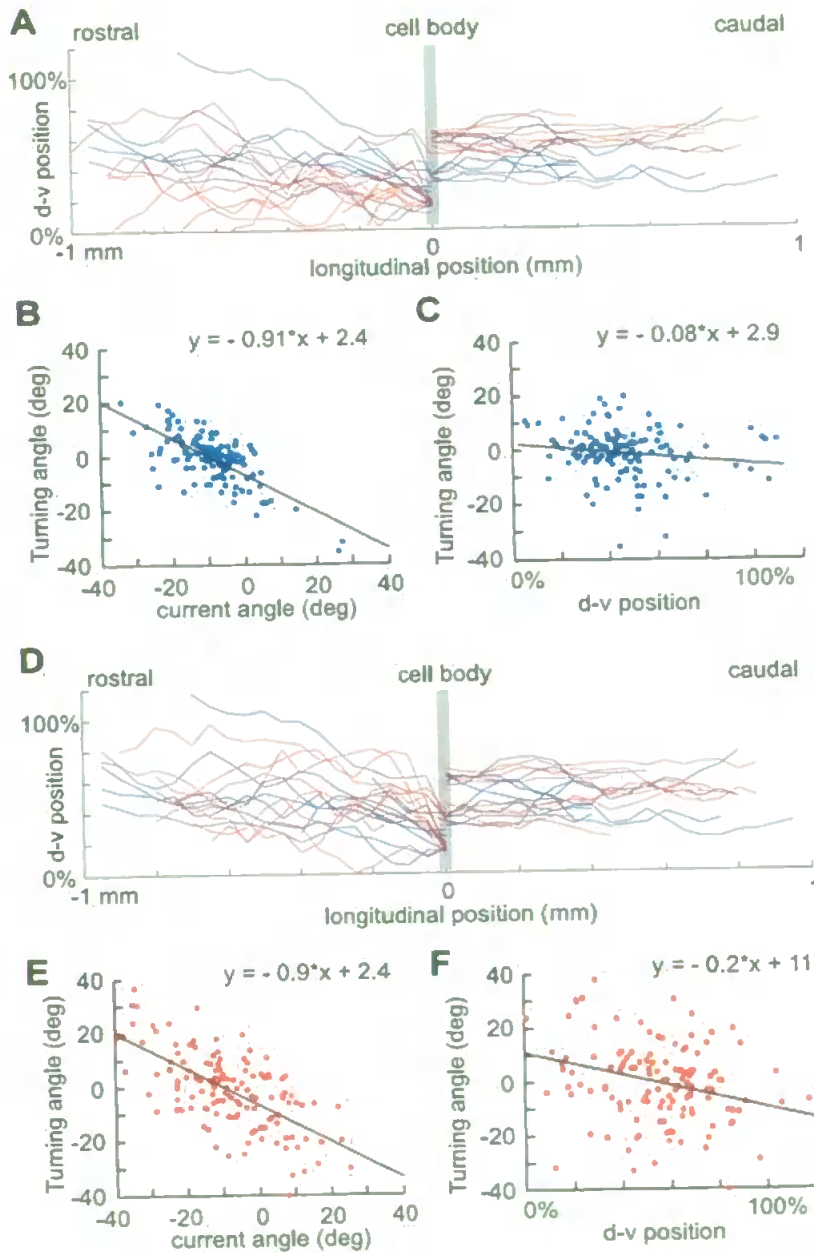 A
rostral
cell body
caudal
100%
d-v position
0%
-1 mm
0
1
longitudinal position (mm)
B
y = - 0.91*x + 2.4
40
20
0
-20
-40
Turning angle (deg)
-40
-20
0
20
40
current angle (deg)
C
y = - 0.08*x + 2.9
40
20
0
-20
-40
Turning angle (deg)
0%
100%
d-v position
D
rostral
cell body
caudal
100%
d-v position
0%
-1 mm
0
1
longitudinal position (mm)
E
y = - 0.9*x + 2.4
40
20
0
-20
-40
Turning angle (deg)
-40
-20
0
20
40
current angle (deg)
F
y = - 0.2*x + 11
40
20
0
-20
-40
Turning angle (deg)
0%
100%
d-v position